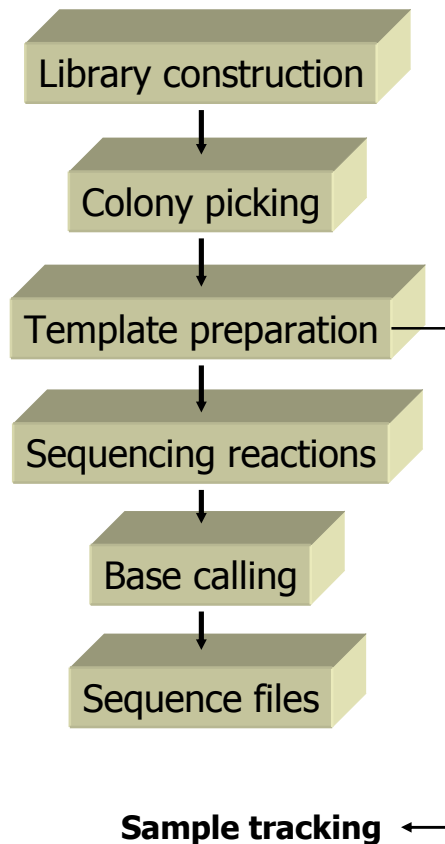 Library construction
Colony picking
Template preparation
Sequencing reactions
Base calling
Sequence files
Sample tracking